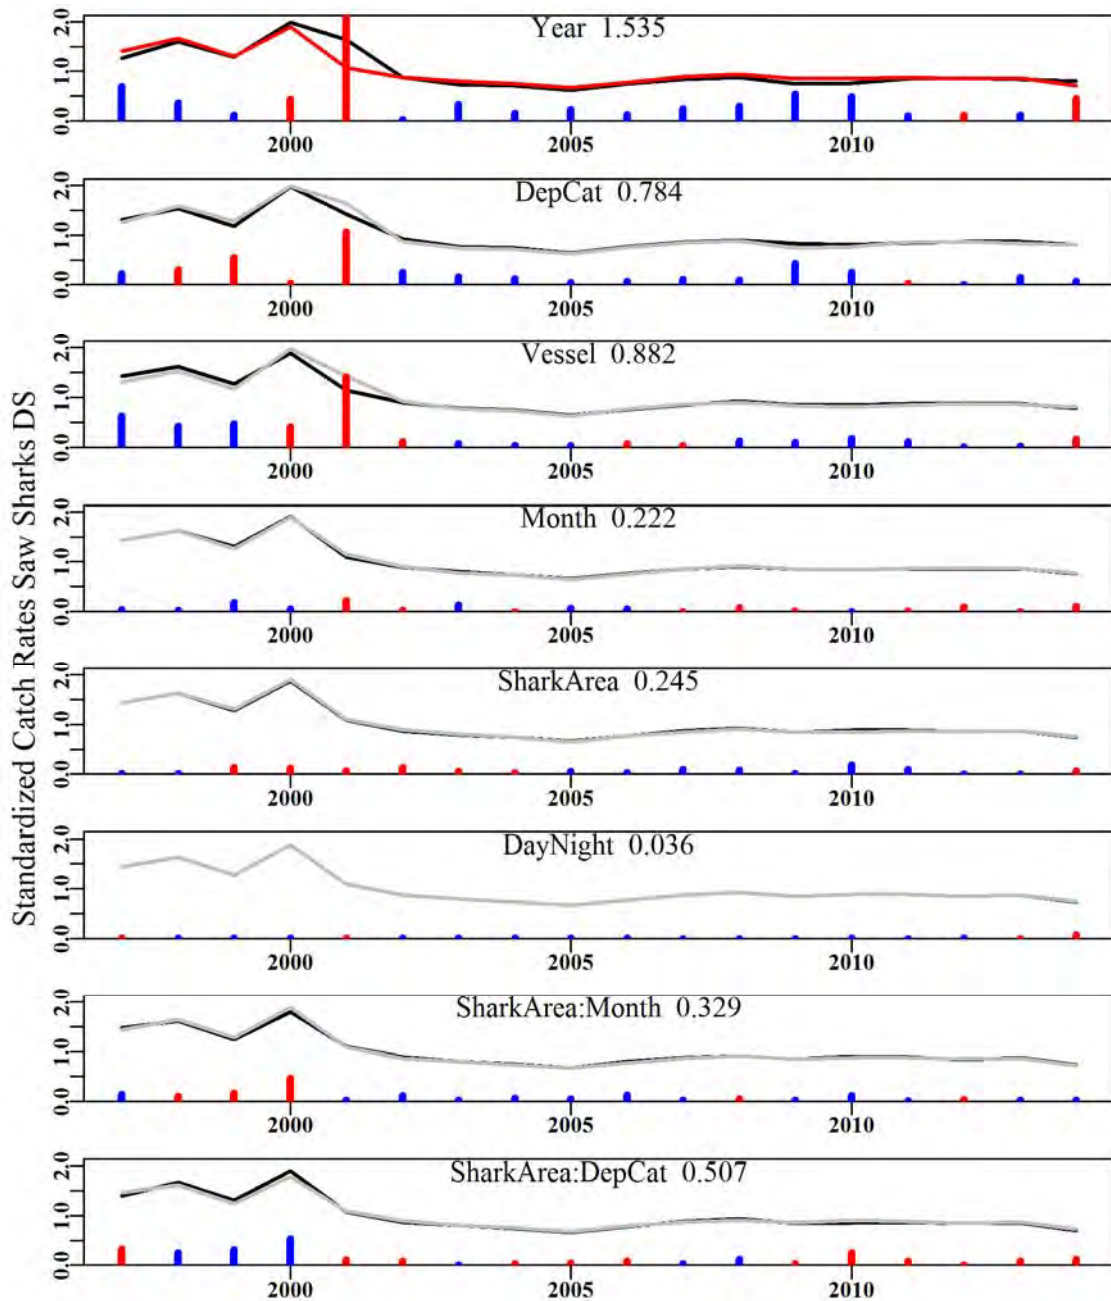 Standardized Catch Rates Saw Sharks DS
Year 1.535
0.0 1.0 2.0
2000 2005 2010
DepCat 0.784
0.0 1.0 2.0
2000 2005 2010
Vessel 0.882
0.0 1.0 2.0
2000 2005 2010
Month 0.222
0.0 1.0 2.0
2000 2005 2010
SharkArea 0.245
0.0 1.0 2.0
2000 2005 2010
DayNight 0.036
0.0 1.0 2.0
2000 2005 2010
SharkArea:Month 0.329
0.0 1.0 2.0
2000 2005 2010
SharkArea:DepCat 0.507
0.0 1.0 2.0
2000 2005 2010